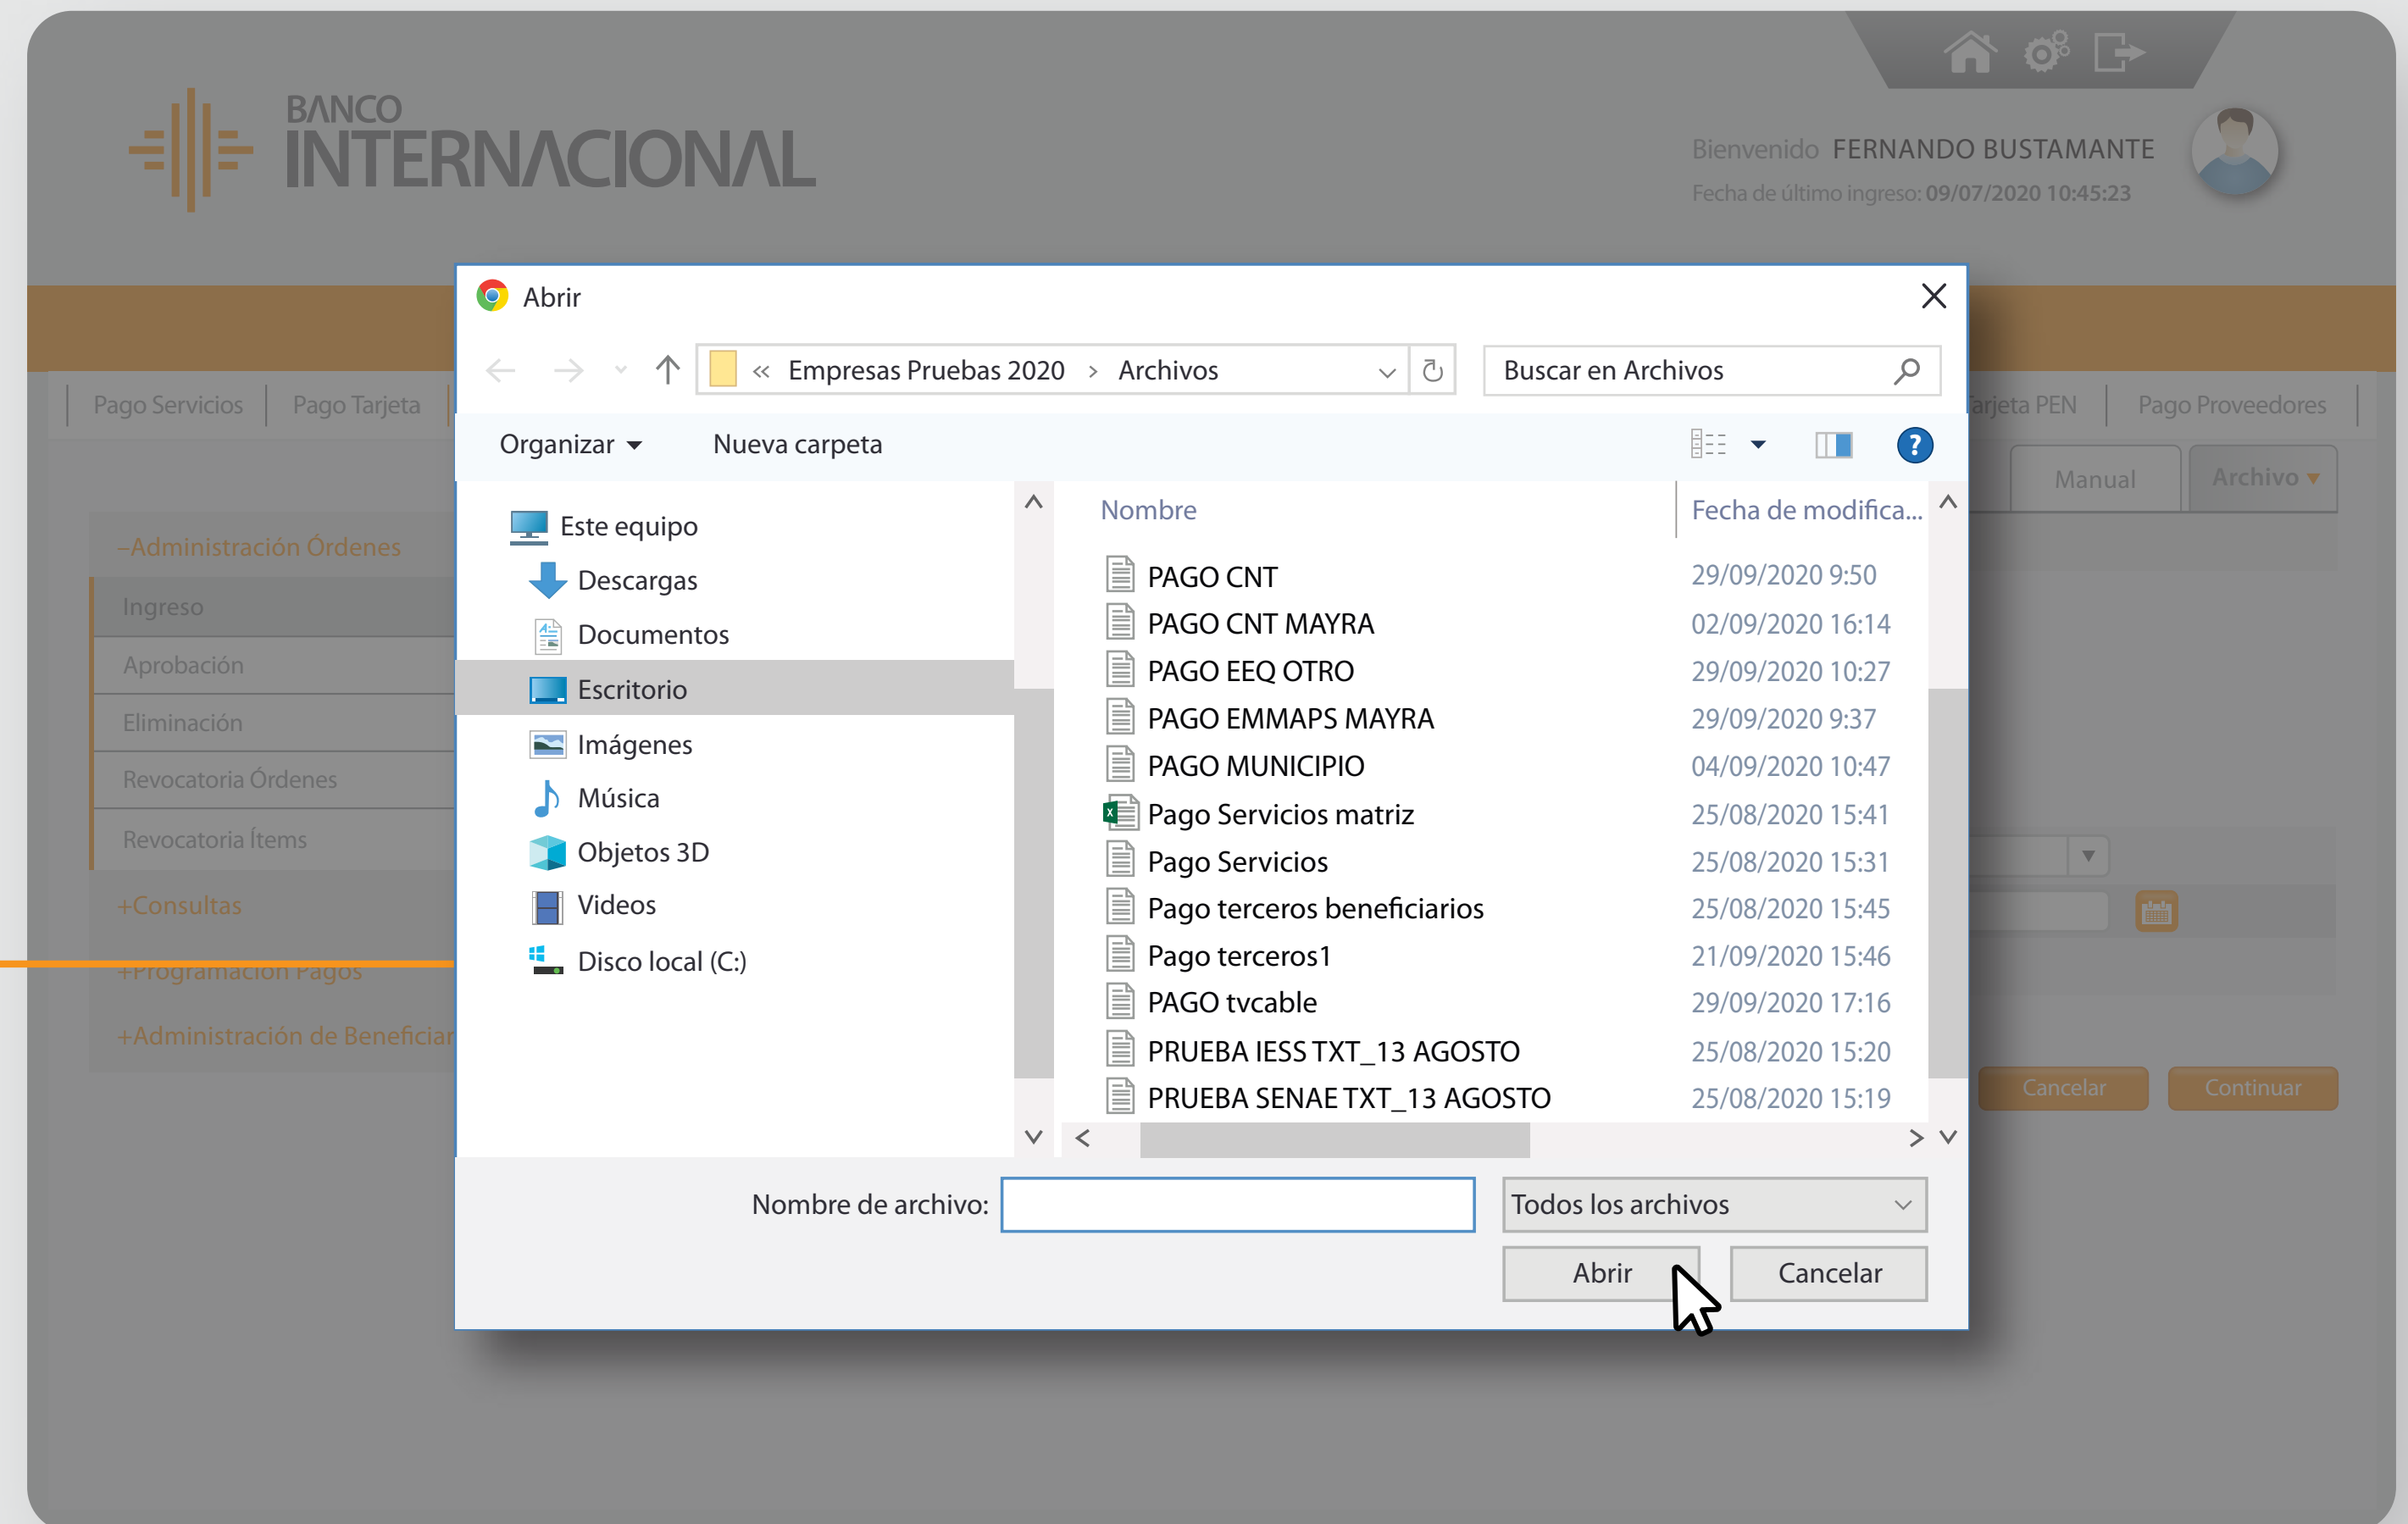 BANCO
INTERNACIONAL
Bienvenido FERNANDO BUSTAMANTE
Fecha de último ingreso: 09/07/2020 10:45:23
Abrir
« Empresas Pruebas 2020 > Archivos
Buscar en Archivos
Pago Servicios
Pago Tarjeta
Tarjeta PEN
Pago Proveedores
Organizar
Nueva carpeta
?
Manual
Archivo
–Administración Órdenes
Ingreso
Aprobación
Eliminación
Revocatoria Órdenes
Revocatoria Ítems
+Consultas
+Programación Pagos
+Administración de Beneficiar
Este equipo
Descargas
Documentos
Escritorio
Imágenes
Música
Objetos 3D
Videos
Disco local (C:)
Nombre Fecha de modifica...
PAGO CNT 29/09/2020 9:50
PAGO CNT MAYRA 02/09/2020 16:14
PAGO EEQ OTRO 29/09/2020 10:27
PAGO EMMAPS MAYRA 29/09/2020 9:37
PAGO MUNICIPIO 04/09/2020 10:47
Pago Servicios matriz 25/08/2020 15:41
Pago Servicios 25/08/2020 15:31
Pago terceros beneficiarios 25/08/2020 15:45
Pago terceros1 21/09/2020 15:46
PAGO tvcable 29/09/2020 17:16
PRUEBA IESS TXT_13 AGOSTO 25/08/2020 15:20
PRUEBA SENAE TXT_13 AGOSTO 25/08/2020 15:19
Cancelar
Continuar
Nombre de archivo:
Todos los archivos
Abrir
Cancelar